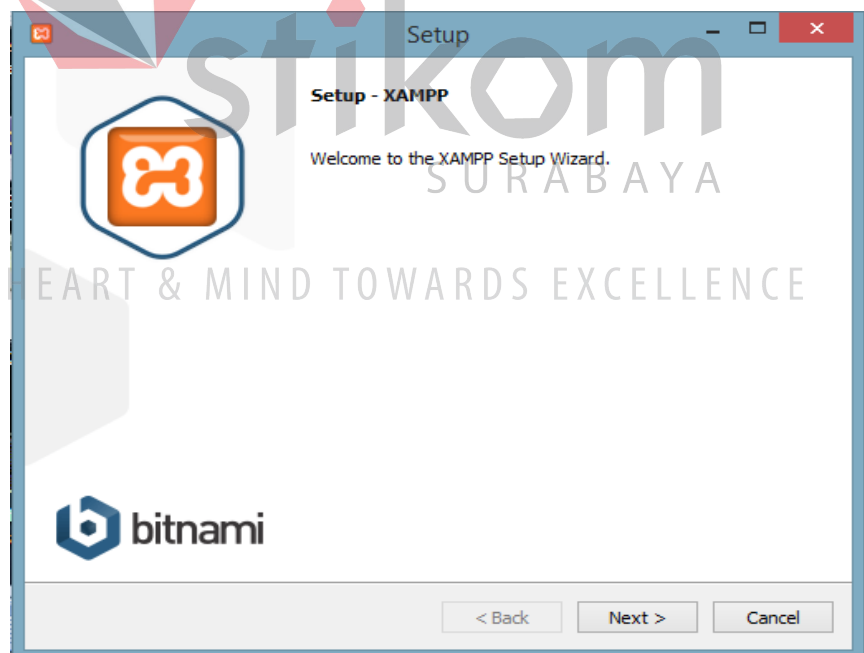 Setup
stikom
Setup - XAMPP
Welcome to the XAMPP Setup Wizard.
SURABAYA
HEART & MIND TOWARDS EXCELLENCE
bitnami
< Back
Next >
Cancel